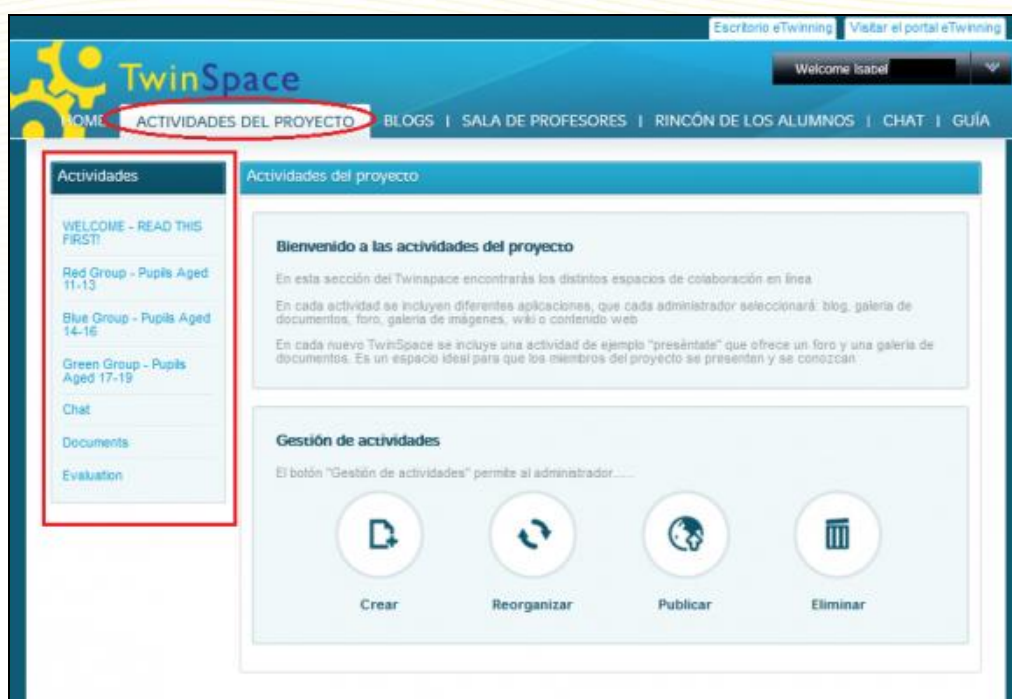 Escritorio eTwinning Visitar el portal eTwinning
TwinSpace
Welcome Isabel
HOME ACTIVIDADES DEL PROYECTO BLOGS | SALA DE PROFESORES | RINCÓN DE LOS ALUMNOS | CHAT | GUÍA
Actividades
WELCOME - READ THIS
FIRST!
Red Group - Pupils Aged
11-13
Blue Group - Pupils Aged
14-16
Green Group - Pupils
Aged 17-19
Chat
Documents
Evaluation
Actividades del proyecto
Bienvenido a las actividades del proyecto
En esta sección del Twinspace encontrarás los distintos espacios de colaboración en línea
En cada actividad se incluyen diferentes aplicaciones, que cada administrador seleccionará: blog, galería de
documentos, foro, galería de imágenes, wiki o contenido web
En cada nuevo TwinSpace se incluye una actividad de ejemplo "preséntate" que ofrece un foro y una galería de
documentos. Es un espacio ideal para que los miembros del proyecto se presenten y se conozcan
Gestión de actividades
El botón "Gestión de actividades" permite al administrador......
Crear Reorganizar Publicar Eliminar